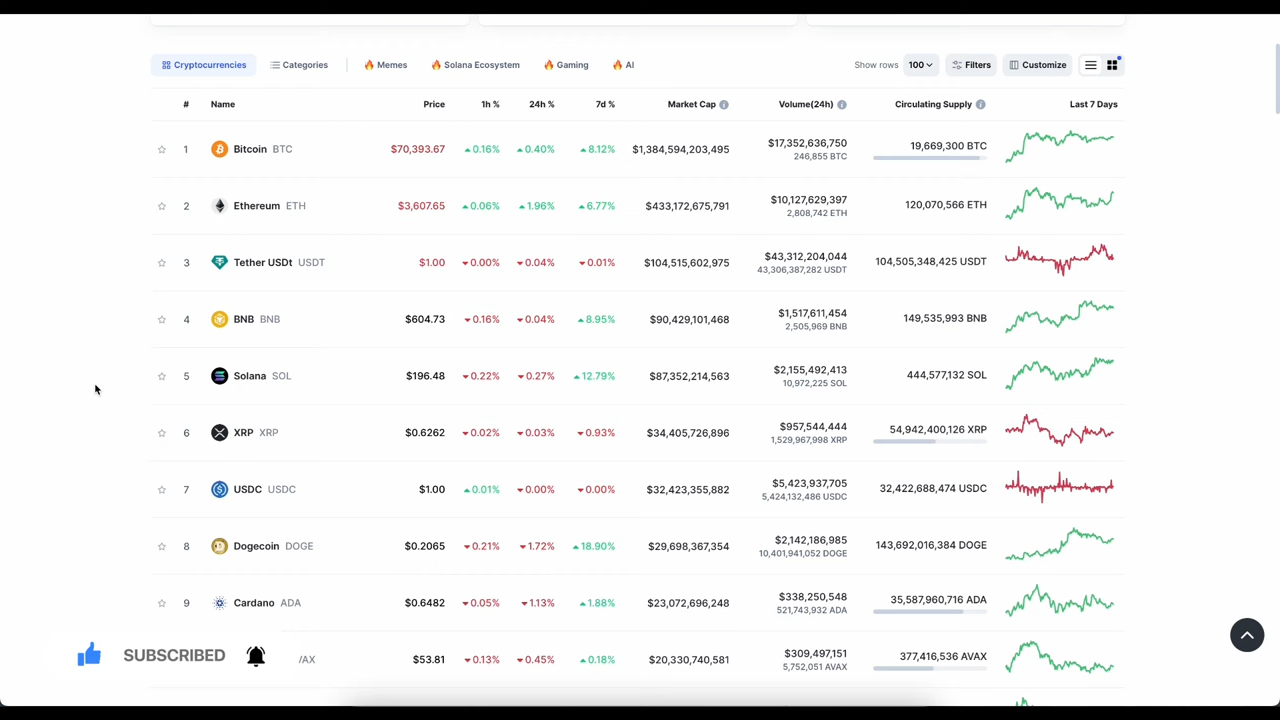 Cryptocurrencies Categories Memes Solana Ecosystem Gaming AI Show rows 100 Filters Customize
# Name Price 1h % 24h % 7d % Market Cap Volume(24h) Circulating Supply Last 7 Days
1 Bitcoin BTC $70,393.67 0.16% 0.40% 8.12% $1,384,594,203,495 $17,352,636,750 19,669,300 BTC
246,855 BTC
2 Ethereum ETH $3,607.65 0.06% 1.96% 6.77% $433,172,675,791 $10,127,629,397 120,070,566 ETH
2,808,742 ETH
3 Tether USDt USDT $1.00 0.00% 0.04% 0.01% $104,515,602,975 $43,312,204,044 104,505,348,425 USDT
43,306,387,282 USDT
4 BNB BNB $604.73 0.16% 0.04% 8.95% $90,429,101,468 $1,517,611,454 149,535,993 BNB
2,505,969 BNB
5 Solana SOL $196.48 0.22% 0.27% 12.79% $87,352,214,563 $2,155,492,413 444,577,132 SOL
10,972,225 SOL
6 XRP XRP $0.6262 0.02% 0.03% 0.93% $34,405,726,896 $957,544,444 54,942,400,126 XRP
1,529,967,998 XRP
7 USDC USDC $1.00 0.01% 0.00% 0.00% $32,423,355,882 $5,423,937,705 32,422,688,474 USDC
5,424,132,486 USDC
8 Dogecoin DOGE $0.2065 0.21% 1.72% 18.90% $29,698,367,354 $2,142,186,985 143,692,016,384 DOGE
10,401,941,052 DOGE
9 Cardano ADA $0.6482 0.05% 1.13% 1.88% $23,072,696,248 $338,250,548 35,587,960,716 ADA
521,743,932 ADA
SUBSCRIBED VAX $53.81 0.13% 0.45% 0.18% $20,330,740,581 $309,497,151 377,416,536 AVAX
5,752,051 AVAX